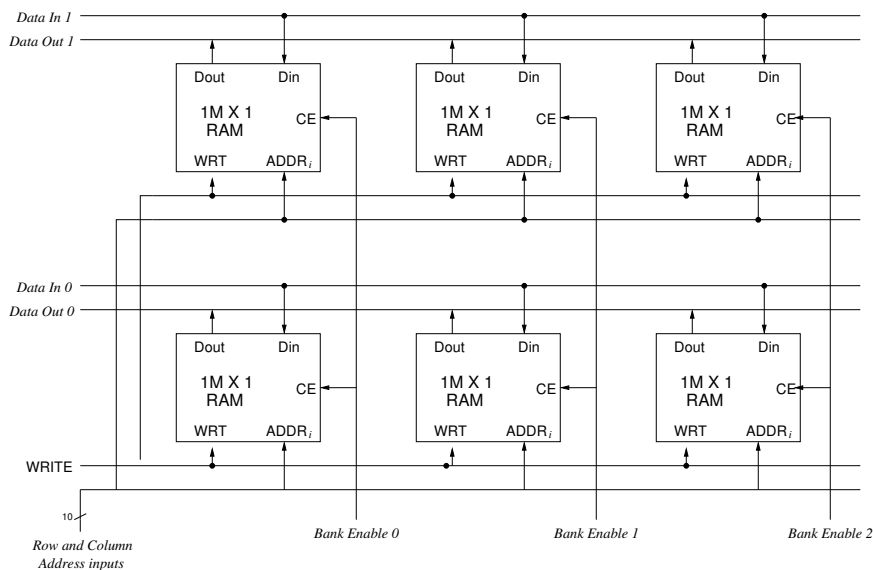 Data In 1
Data Out 1
Dout Din
1M X 1
RAM
CE
WRT ADDRi
Dout Din
1M X 1
RAM
CE
WRT ADDRi
Dout Din
1M X 1
RAM
CE
WRT ADDRi
Data In 0
Data Out 0
Dout Din
1M X 1
RAM
CE
WRT ADDRi
Dout Din
1M X 1
RAM
CE
WRT ADDRi
Dout Din
1M X 1
RAM
CE
WRT ADDRi
WRITE
10
Row and Column
Address inputs
Bank Enable 0
Bank Enable 1
Bank Enable 2